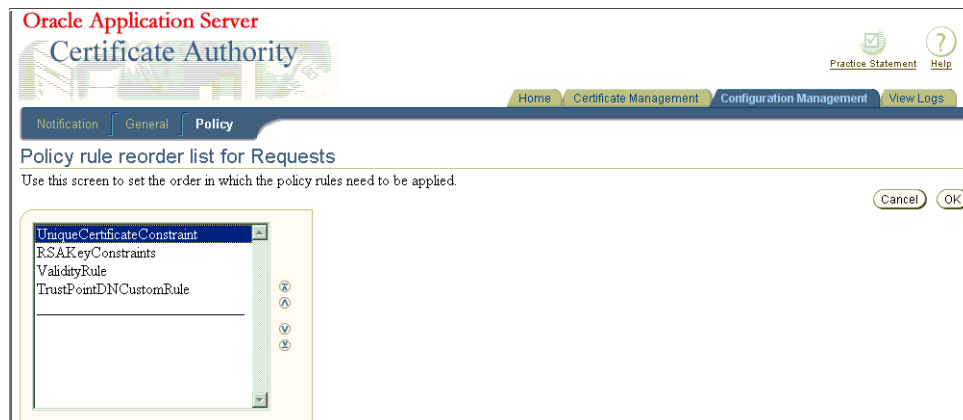 Oracle Application Server
Certificate Authority
Practice Statement Help
Home Certificate Management Configuration Management View Logs
Notification General Policy
Policy rule reorder list for Requests
Use this screen to set the order in which the policy rules need to be applied.
Cancel OK
UniqueCertificateConstraint
RSAKeyConstraints
ValidityRule
TrustPointDNCustomRule